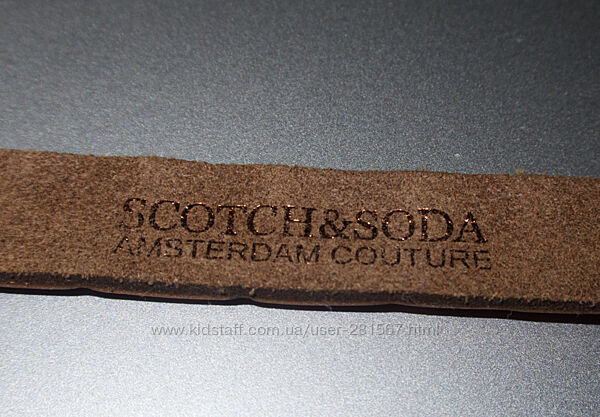 SCOTCH&SODA
AMSTERDAM COUTURE
www.kidstaff.com.ua/user-281567.html